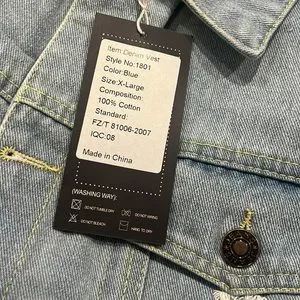 Item:Denim Vest
Style No:1801
Color:Blue
Size:X-Large
Composition:
100% Cotton
Standard:
FZ/T 81006-2007
IQC:08
Made in China
(WASHING WAY):
DO NOT TUMBLE DRY
DO NOT WRING
DO NOT BLEACH
HANG TO DRY